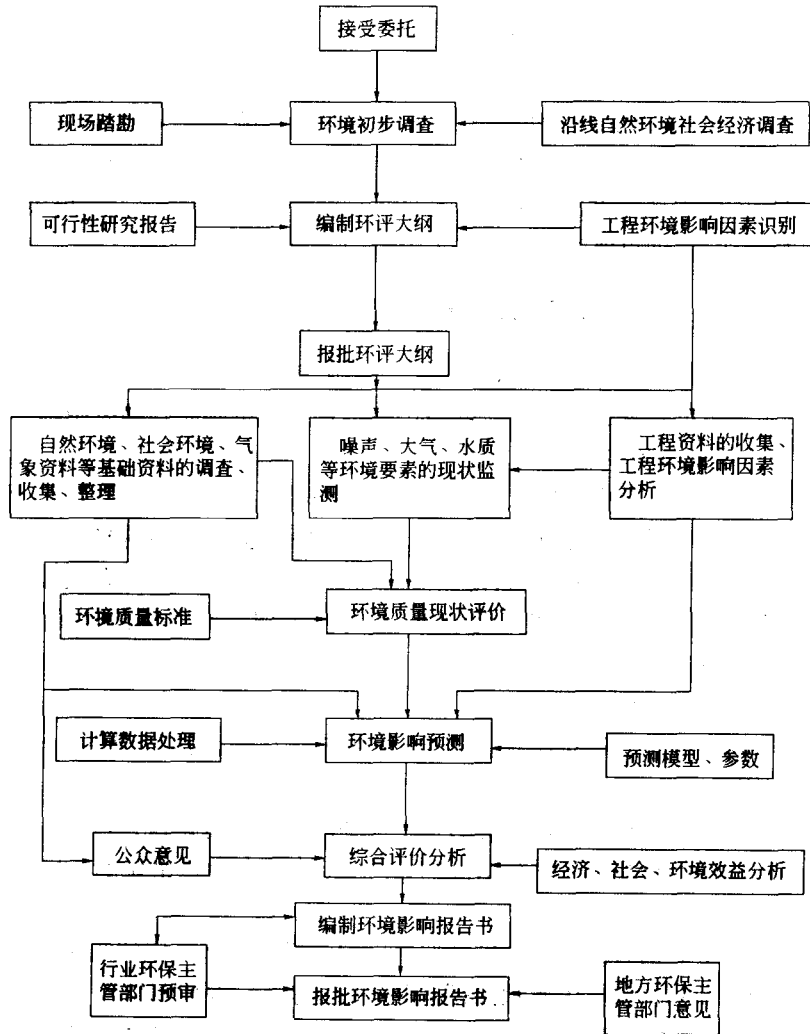 接受委托
现场踏勘
环境初步调查
沿线自然环境社会经济调查
可行性研究报告
编制环评大纲
工程环境影响因素识别
报批环评大纲
自然环境、社会环境、气
象资料等基础资料的调查、
收集、整理
噪声、大气、水质
等环境要素的现状监
测
工程资料的收集、
工程环境影响因素
分析
环境质量标准
环境质量现状评价
计算数据处理
环境影响预测
预测模型、参数
公众意见
综合评价分析
经济、社会、环境效益分析
编制环境影响报告书
行业环保主
管部门预审
报批环境影响报告书
地方环保主
管部门意见